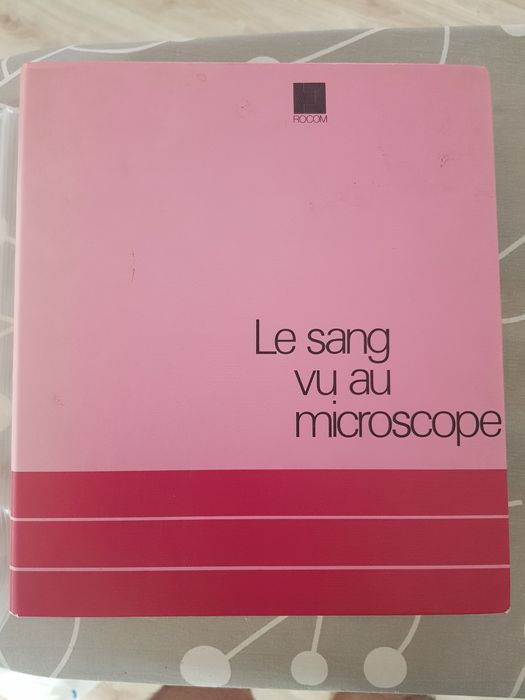 ROCOM
Le sang
vu au
microscope